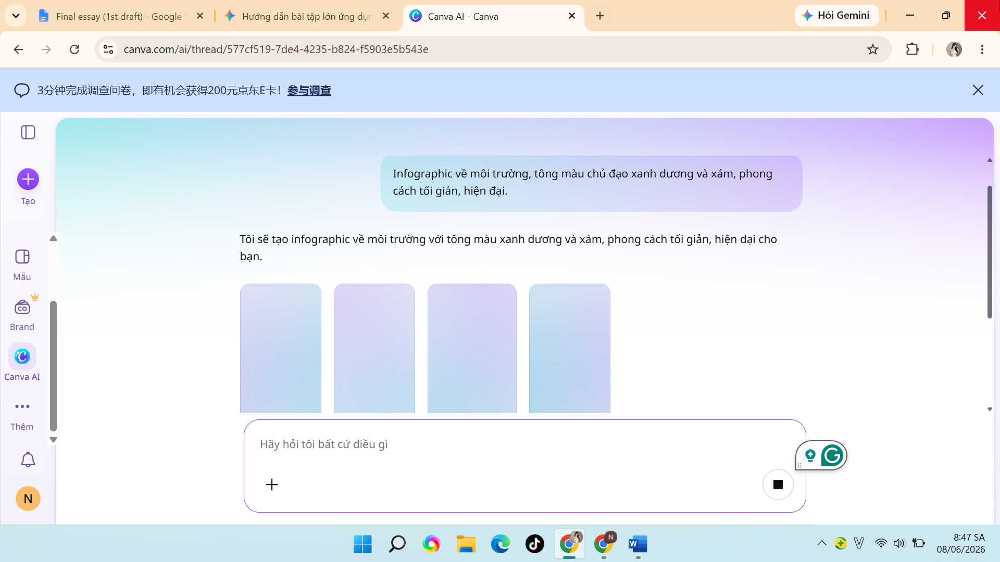 Final essay (1st draft) - Google
Hướng dẫn bài tập lớn ứng dụn
Canva AI - Canva
Hỏi Gemini
canva.com/ai/thread/577cf519-7de4-4235-b824-f5903e5b543e
3分钟完成调查问卷，即有机会获得200元京东E卡！ 参与调查
Tạo
Mẫu
Brand
Canva AI
Thêm
N
Infographic về môi trường, tông màu chủ đạo xanh dương và xám, phong
cách tối giản, hiện đại.
Tôi sẽ tạo infographic về môi trường với tông màu xanh dương và xám, phong cách tối giản, hiện đại cho
bạn.
Hãy hỏi tôi bất cứ điều gì
8:47 SA
08/06/2026